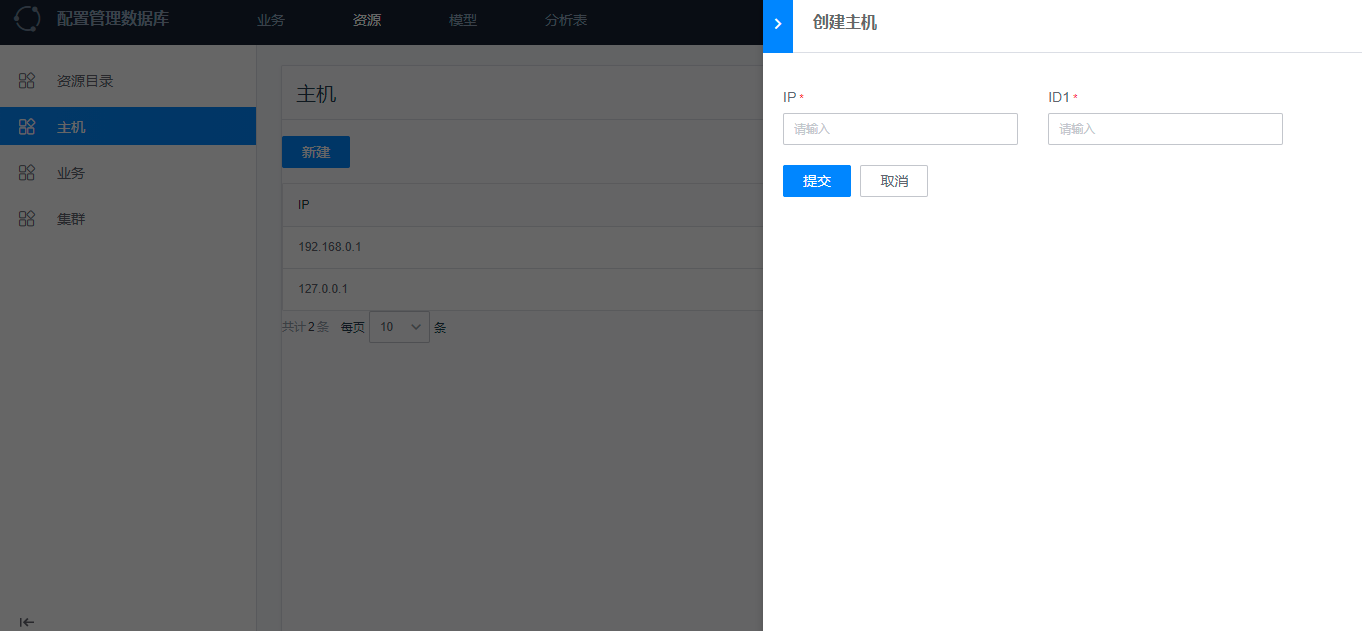 配置管理数据库
业务
资源
模型
分析表
创建主机
资源目录
主机
业务
集群
主机
新建
IP
192.168.0.1
127.0.0.1
共计2条 每页 10 条
IP *
ID1 *
请输入
请输入
提交
取消